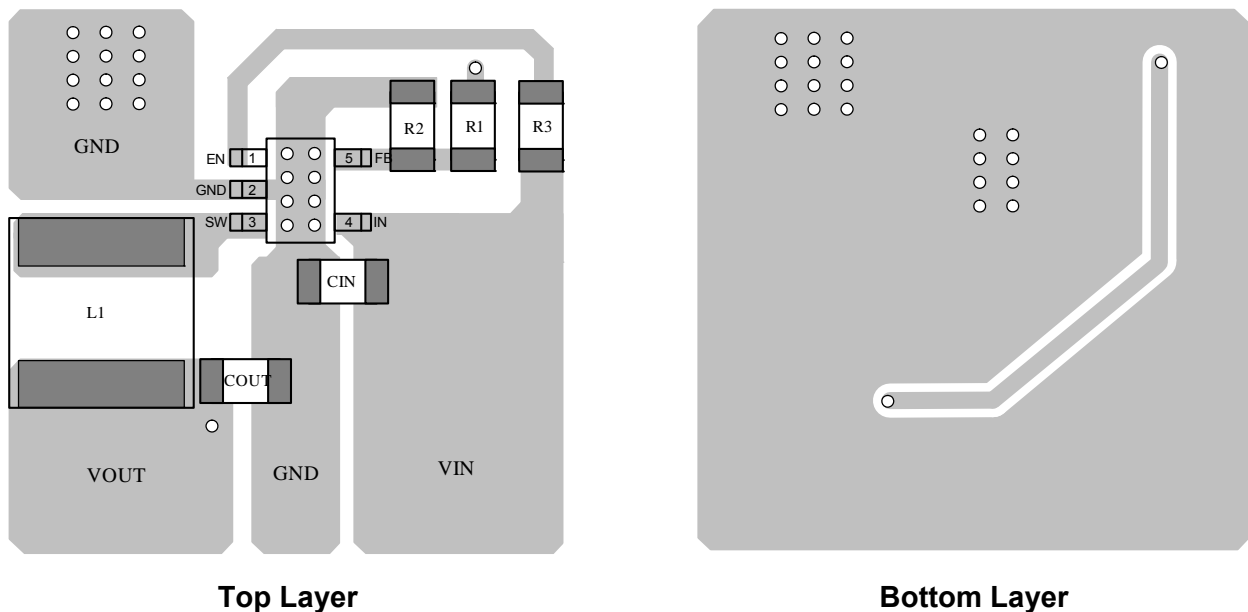 R2
R1
R3
GND
EN
1
5
FB
GND
2
SW
3
4
IN
CIN
L1
COUT
VOUT
GND
VIN
Top Layer
Bottom Layer